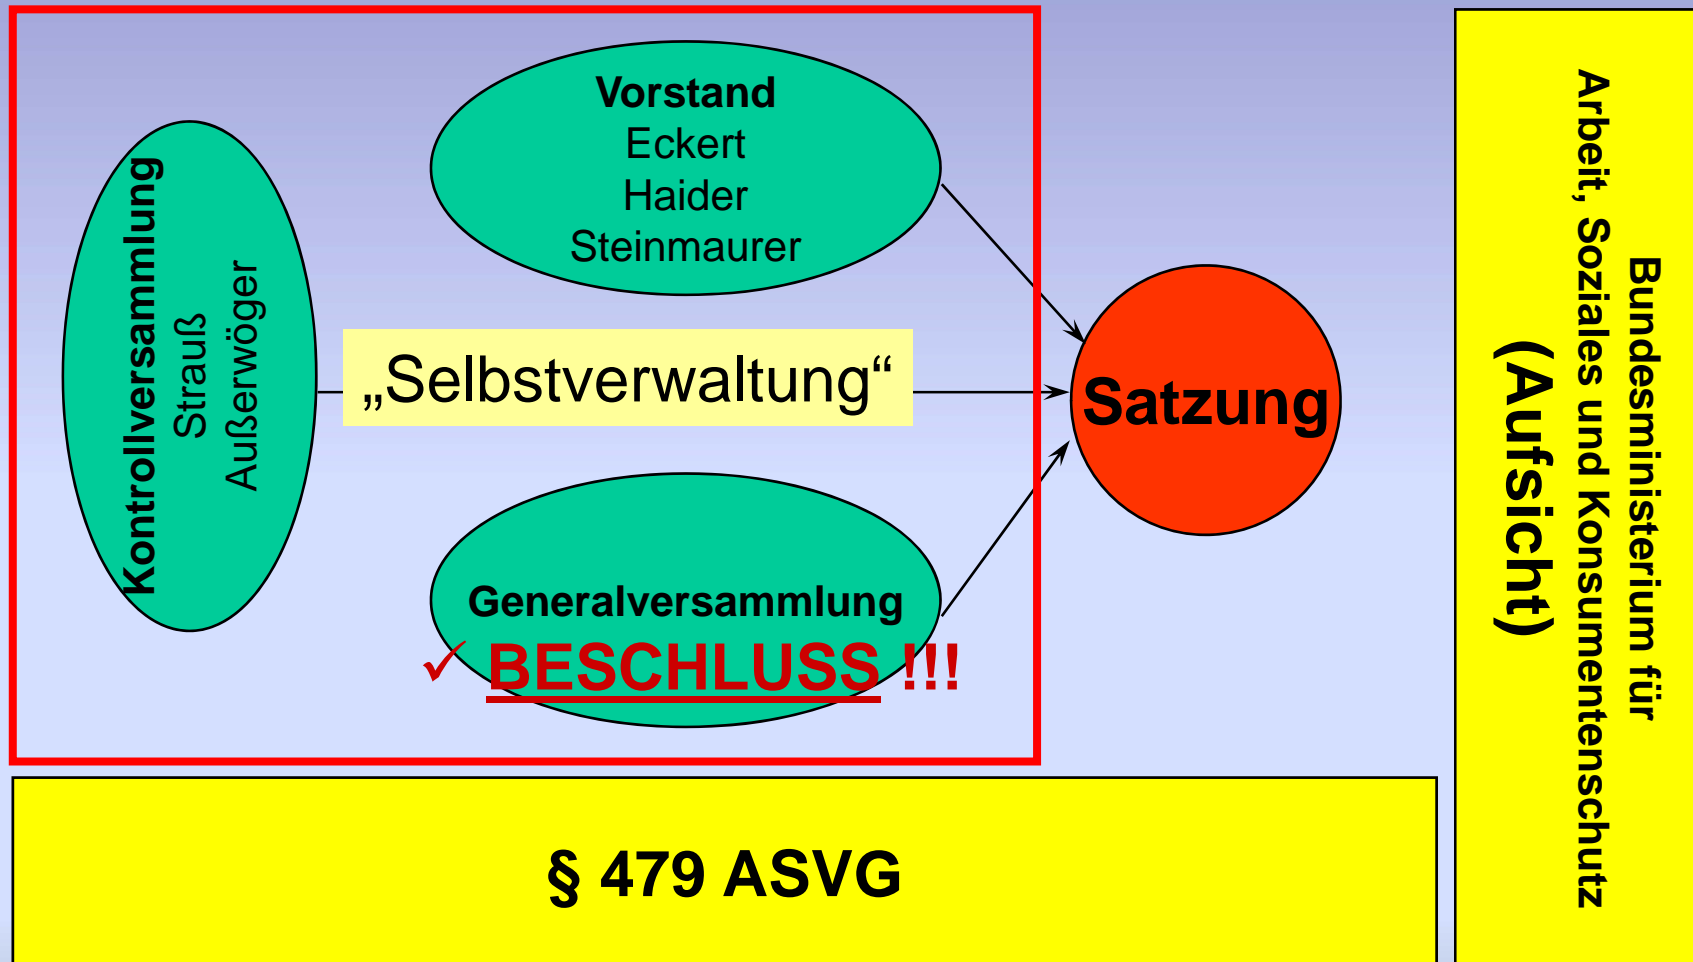 Vorstand
Eckert
Haider
Steinmaurer
Kontrollversammlung
Strauß
Außerwöger
„Selbstverwaltung“
Satzung
Generalversammlung
✓ BESCHLUSS !!!
§ 479 ASVG
Bundesministerium für
Arbeit, Soziales und Konsumentenschutz
(Aufsicht)